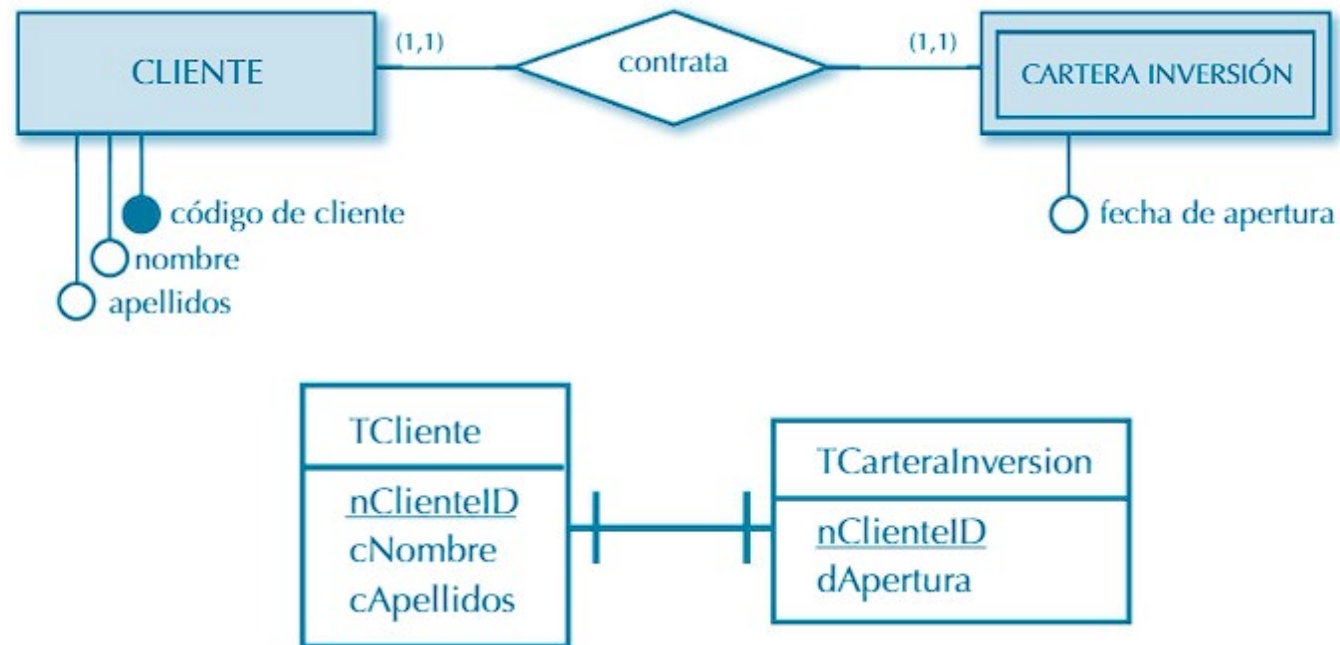 CLIENTE
(1,1)
contrata
(1,1)
CARTERA INVERSIÓN
código de cliente
nombre
apellidos
fecha de apertura
TCliente
nClienteID
cNombre
cApellidos
TCarteraInversion
nClienteID
dApertura